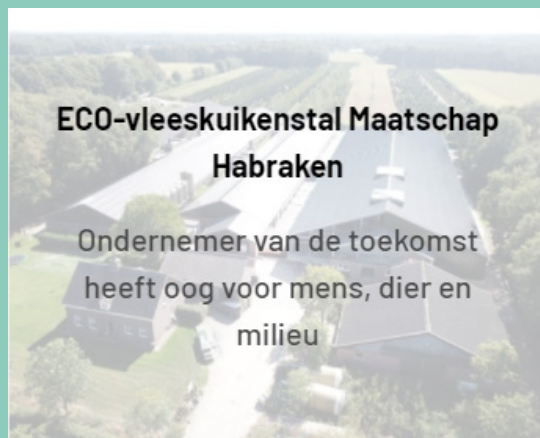 ECO-vleeskuikenstal Maatschap
Habraken
Ondernemer van de toekomst
heeft oog voor mens, dier en
milieu